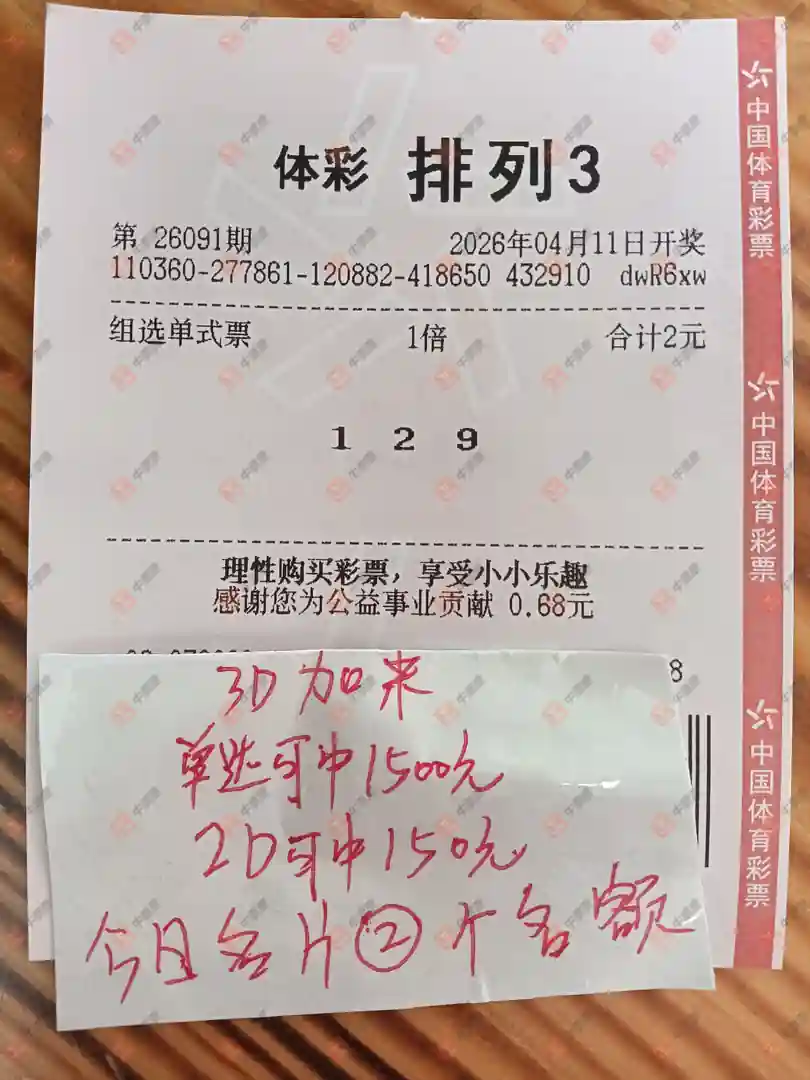 体彩 排列3
第 26091期 2026年04月11日开奖
110360-277861-120882-418650 432910 dwR6xw
组选单式票 1倍 合计2元
1 2 9
理性购买彩票，享受小小乐趣
感谢您为公益事业贡献 0.68元
8
3D加米
单选可中1500元
2D可中150元
今日名片②个名额
中国体育彩票
中国体育彩票
中国体育彩票